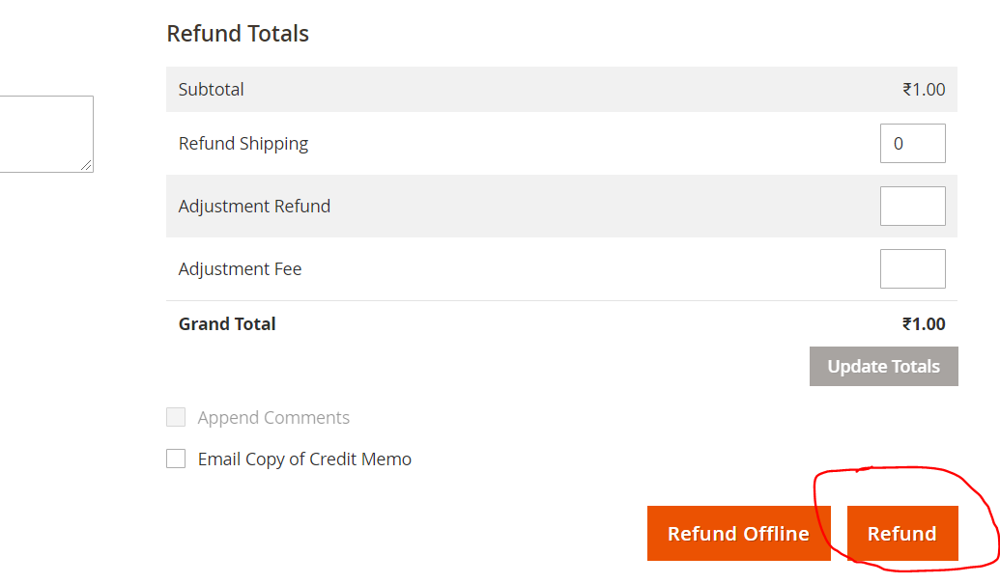 Refund Totals
Subtotal ₹1.00
Refund Shipping 0
Adjustment Refund
Adjustment Fee
Grand Total ₹1.00
Update Totals
Append Comments
Email Copy of Credit Memo
Refund Offline Refund